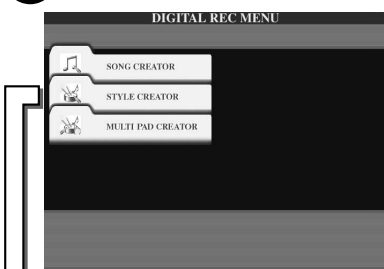 DIGITAL REC MENU
SONG CREATOR
STYLE CREATOR
MULTI PAD CREATOR